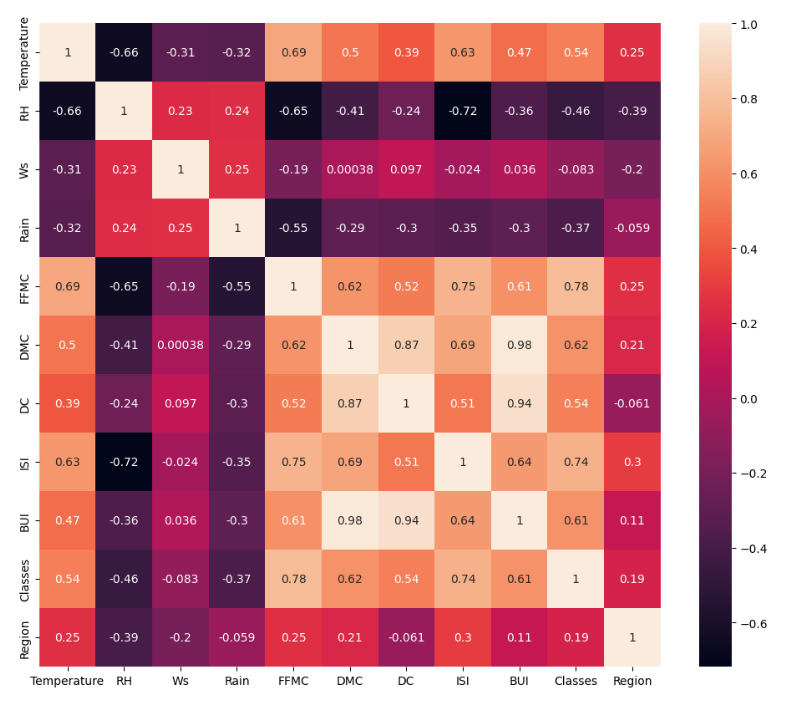 Temperature 1 -0.66 -0.31 -0.32 0.69 0.5 0.39 0.63 0.47 0.54 0.25
RH -0.66 1 0.23 0.24 -0.65 -0.41 -0.24 -0.72 -0.36 -0.46 -0.39
Ws -0.31 0.23 1 0.25 -0.19 0.00038 0.097 -0.024 0.036 -0.083 -0.2
Rain -0.32 0.24 0.25 1 -0.55 -0.29 -0.3 -0.35 -0.3 -0.37 -0.059
FFMC 0.69 -0.65 -0.19 -0.55 1 0.62 0.52 0.75 0.61 0.78 0.25
DMC 0.5 -0.41 0.00038 -0.29 0.62 1 0.87 0.69 0.98 0.62 0.21
DC 0.39 -0.24 0.097 -0.3 0.52 0.87 1 0.51 0.94 0.54 -0.061
ISI 0.63 -0.72 -0.024 -0.35 0.75 0.69 0.51 1 0.64 0.74 0.3
BUI 0.47 -0.36 0.036 -0.3 0.61 0.98 0.94 0.64 1 0.61 0.11
Classes 0.54 -0.46 -0.083 -0.37 0.78 0.62 0.54 0.74 0.61 1 0.19
Region 0.25 -0.39 -0.2 -0.059 0.25 0.21 -0.061 0.3 0.11 0.19 1
Temperature RH Ws Rain FFMC DMC DC ISI BUI Classes Region
1.0
0.8
0.6
0.4
0.2
0.0
−0.2
−0.4
−0.6